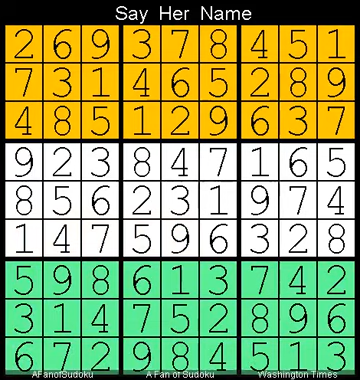 Say Her Name
2 6 9 3 7 8 4 5 1
7 3 1 4 6 5 2 8 9
4 8 5 1 2 9 6 3 7
9 2 3 8 4 7 1 6 5
8 5 6 2 3 1 9 7 4
1 4 7 5 9 6 3 2 8
5 9 8 6 1 3 7 4 2
3 1 4 7 5 2 8 9 6
6 7 2 9 8 4 5 1 3
AFanofSudoku A Fan of Sudoku Washington Times